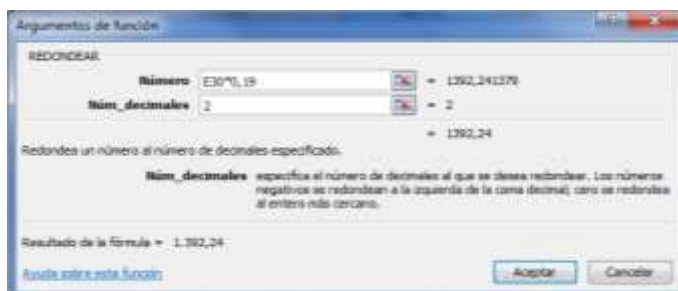 Argumentos de función
REDONDEAR
Número E30*0,19 = 1392,241379
Núm_decimales 2 = 2
= 1392,24
Redondea un número al número de decimales especificado.
Núm_decimales especifica el número de decimales al que se desea redondear. Los números
negativos se redondean a la izquierda de la coma decimal; cero se redondea
al entero más cercano.
Resultado de la fórmula = 1.392,24
Ayuda sobre esta función Aceptar Cancelar